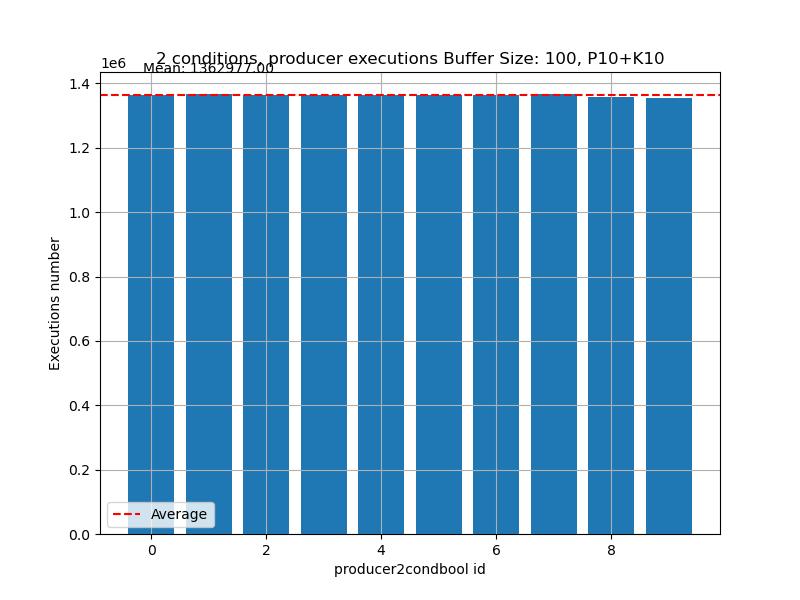 2 conditions, producer executions Buffer Size: 100, P10+K10
1e6
Mean: 1362977.00
1.4
1.2
1.0
0.8
0.6
0.4
0.2
0.0
Executions number
Average
0 2 4 6 8
producer2condbool id